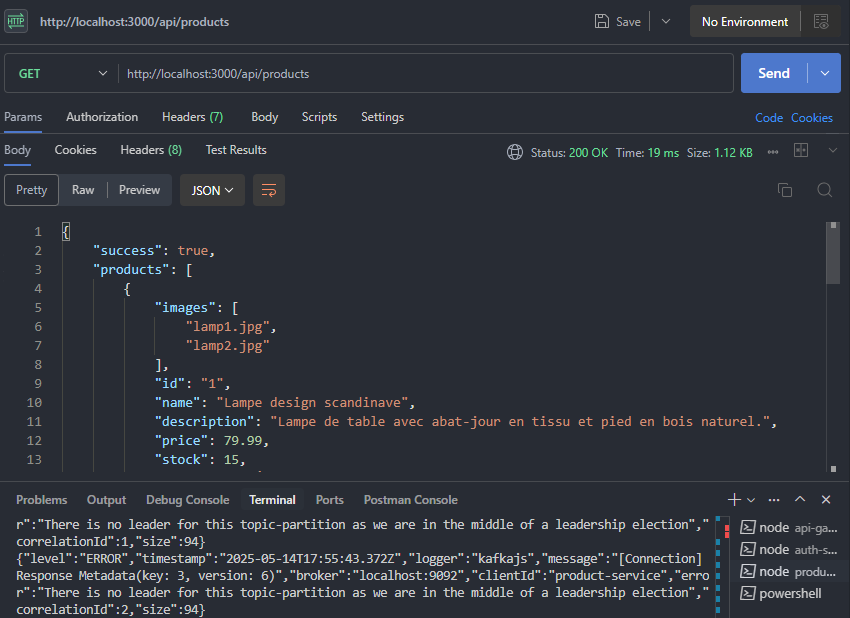 HTTP http://localhost:3000/api/products Save No Environment
GET http://localhost:3000/api/products Send
Params Authorization Headers (7) Body Scripts Settings Code Cookies
Body Cookies Headers (8) Test Results Status: 200 OK Time: 19 ms Size: 1.12 KB
Pretty Raw Preview JSON
1 {
2 "success": true,
3 "products": [
4 {
5 "images": [
6 "lamp1.jpg",
7 "lamp2.jpg"
8 ],
9 "id": "1",
10 "name": "Lampe design scandinave",
11 "description": "Lampe de table avec abat-jour en tissu et pied en bois naturel.",
12 "price": 79.99,
13 "stock": 15,
Problems Output Debug Console Terminal Ports Postman Console
r":"There is no leader for this topic-partition as we are in the middle of a leadership election","
correlationId":1,"size":94}
{"level":"ERROR","timestamp":"2025-05-14T17:55:43.372Z","logger":"kafkajs","message":"[Connection]
Response Metadata(key: 3, version: 6)","broker":"localhost:9092","clientId":"product-service","erro
r":"There is no leader for this topic-partition as we are in the middle of a leadership election","
correlationId":2,"size":94}
node api-ga...
node auth-s...
node produ...
powershell